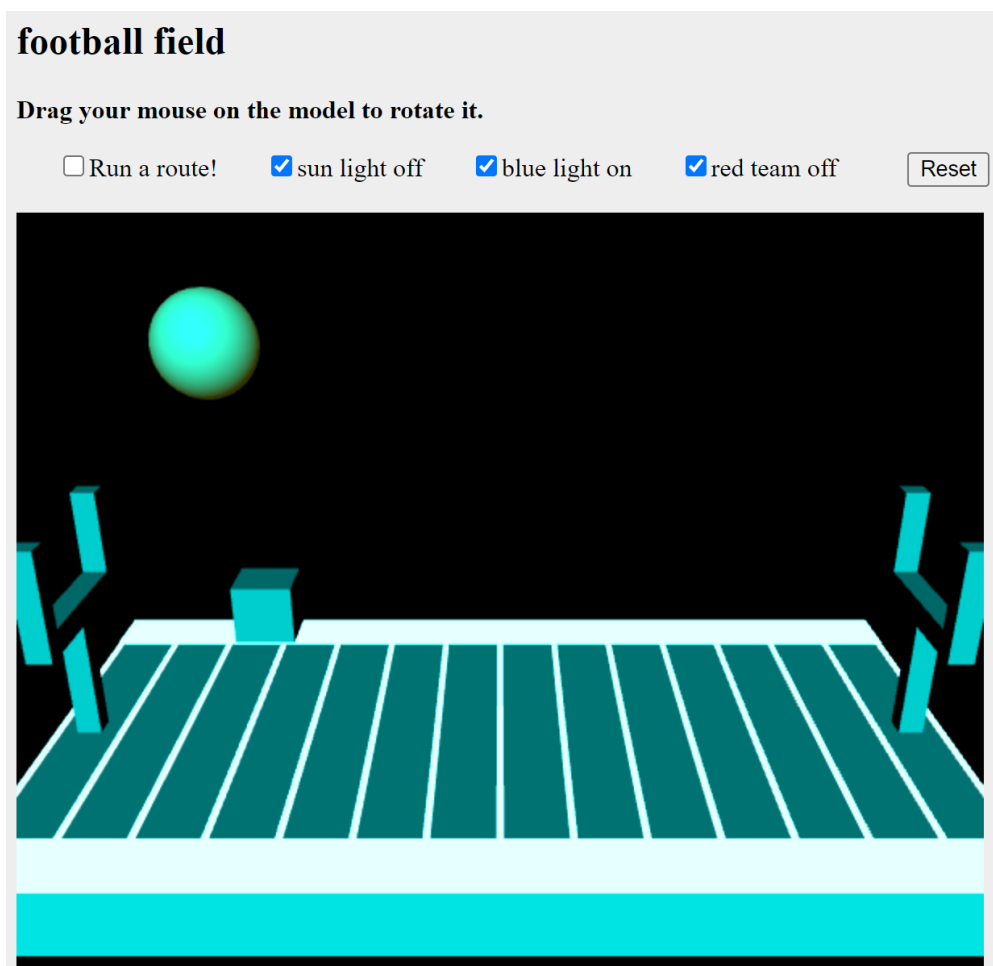 football field
Drag your mouse on the model to rotate it.
Run a route! sun light off blue light on red team off Reset